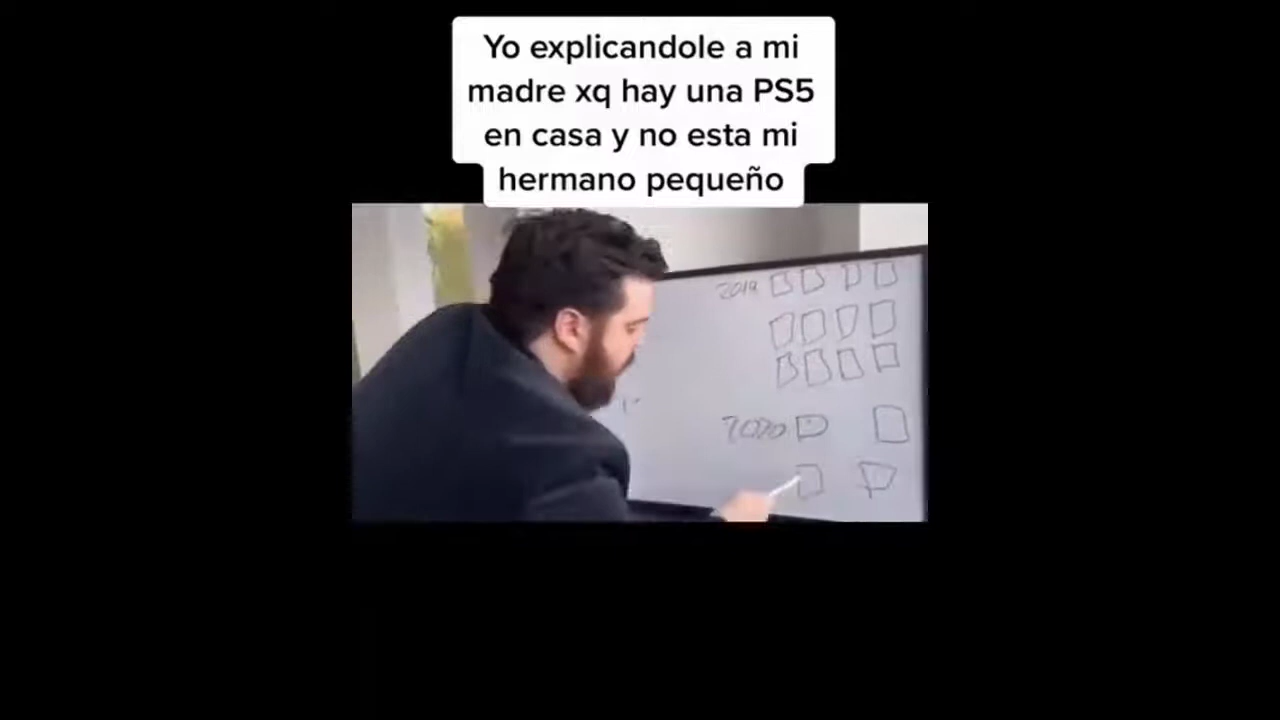 Yo explicandole a mi
madre xq hay una PS5
en casa y no esta mi
hermano pequeño
2019
2020